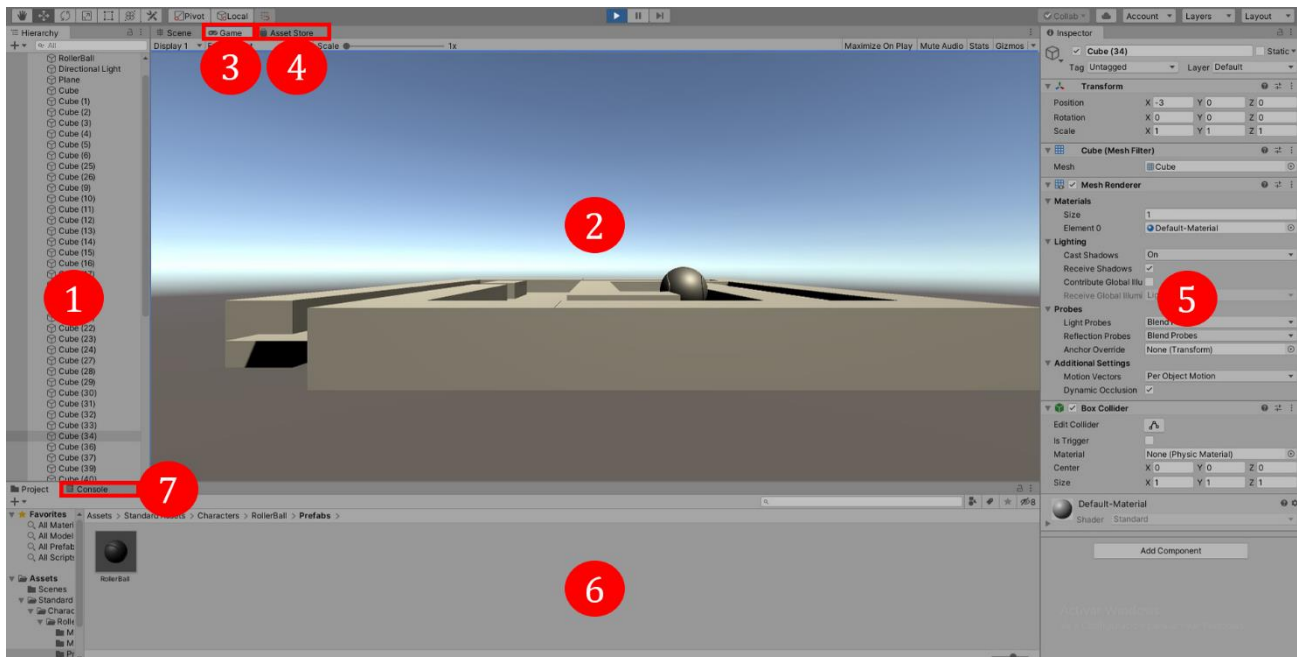 Pivot Local
Collab Account Layers Layout
Hierarchy
All
RollerBall
Directional Light
Plane
Cube
Cube (1)
Cube (2)
Cube (3)
Cube (4)
Cube (5)
Cube (6)
Cube (25)
Cube (26)
Cube (9)
Cube (10)
Cube (11)
Cube (12)
Cube (13)
Cube (14)
Cube (15)
Cube (16)
1
Cube (22)
Cube (23)
Cube (24)
Cube (27)
Cube (28)
Cube (29)
Cube (30)
Cube (31)
Cube (32)
Cube (33)
Cube (34)
Cube (36)
Cube (37)
Cube (39)
Cube (40)
Scene Game Asset Store
Display 1 Scale 1x Maximize On Play Mute Audio Stats Gizmos
3 4
2
Inspector
Cube (34) Static
Tag Untagged Layer Default
Transform
Position X -3 Y 0 Z 0
Rotation X 0 Y 0 Z 0
Scale X 1 Y 1 Z 1
Cube (Mesh Filter)
Mesh Cube
Mesh Renderer
Materials
Size 1
Element 0 Default-Material
Lighting
Cast Shadows On
Receive Shadows
Contribute Global Illu
Receive Global Illumi
5
Probes
Light Probes Blend
Reflection Probes Blend Probes
Anchor Override None (Transform)
Additional Settings
Motion Vectors Per Object Motion
Dynamic Occlusion
Box Collider
Edit Collider
Is Trigger
Material None (Physic Material)
Center X 0 Y 0 Z 0
Size X 1 Y 1 Z 1
Default-Material
Shader Standard
Add Component
Project Console
7
8
Favorites
All Materi
All Model
All Prefab
All Scripts
Assets
Scenes
Standard
Charac
Rolle
M
M
Pr
Assets > Standard Assets > Characters > RollerBall > Prefabs >
RollerBall
6